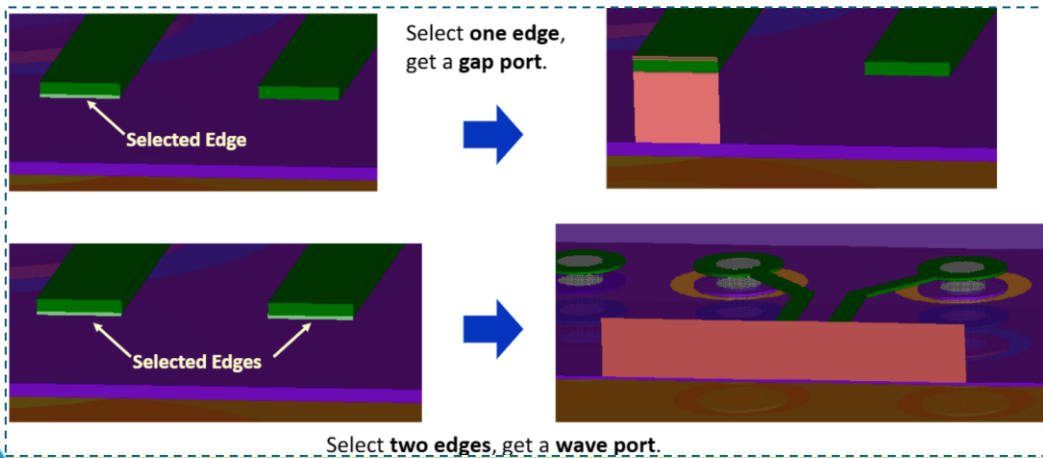 Select one edge,
get a gap port.
Selected Edge
Selected Edges
Select two edges, get a wave port.